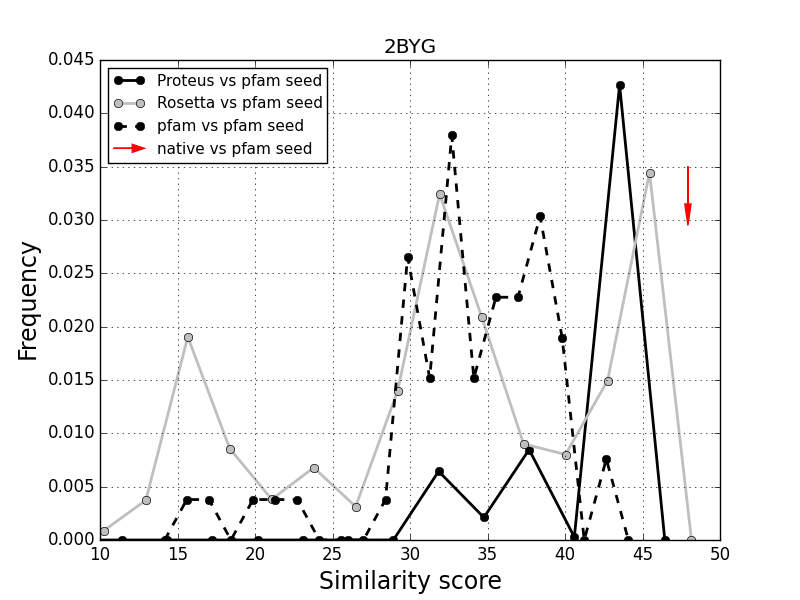 2BYG
0.045
0.040
0.035
0.030
0.025
0.020
0.015
0.010
0.005
0.000
Frequency
Proteus vs pfam seed
Rosetta vs pfam seed
pfam vs pfam seed
native vs pfam seed
10 15 20 25 30 35 40 45 50
Similarity score